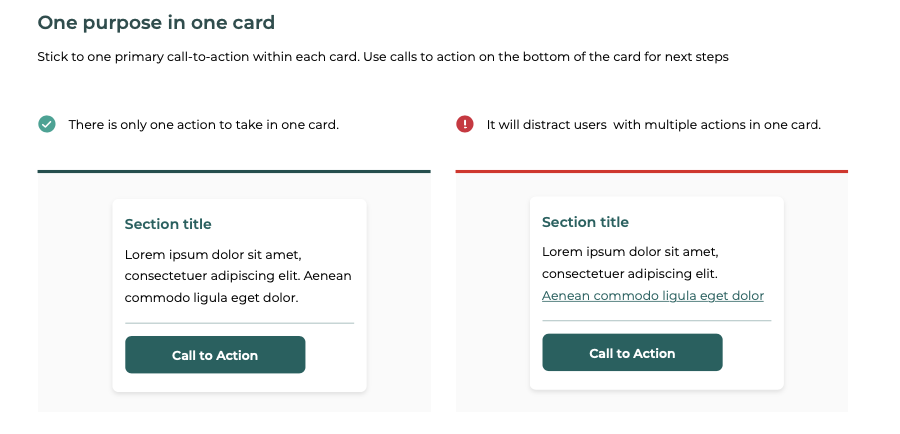 One purpose in one card
Stick to one primary call-to-action within each card. Use calls to action on the bottom of the card for next steps
There is only one action to take in one card.
Section title
Lorem ipsum dolor sit amet,
consectetuer adipiscing elit. Aenean
commodo ligula eget dolor.
Call to Action
It will distract users  with multiple actions in one card.
Section title
Lorem ipsum dolor sit amet,
consectetuer adipiscing elit.
Aenean commodo ligula eget dolor
Call to Action